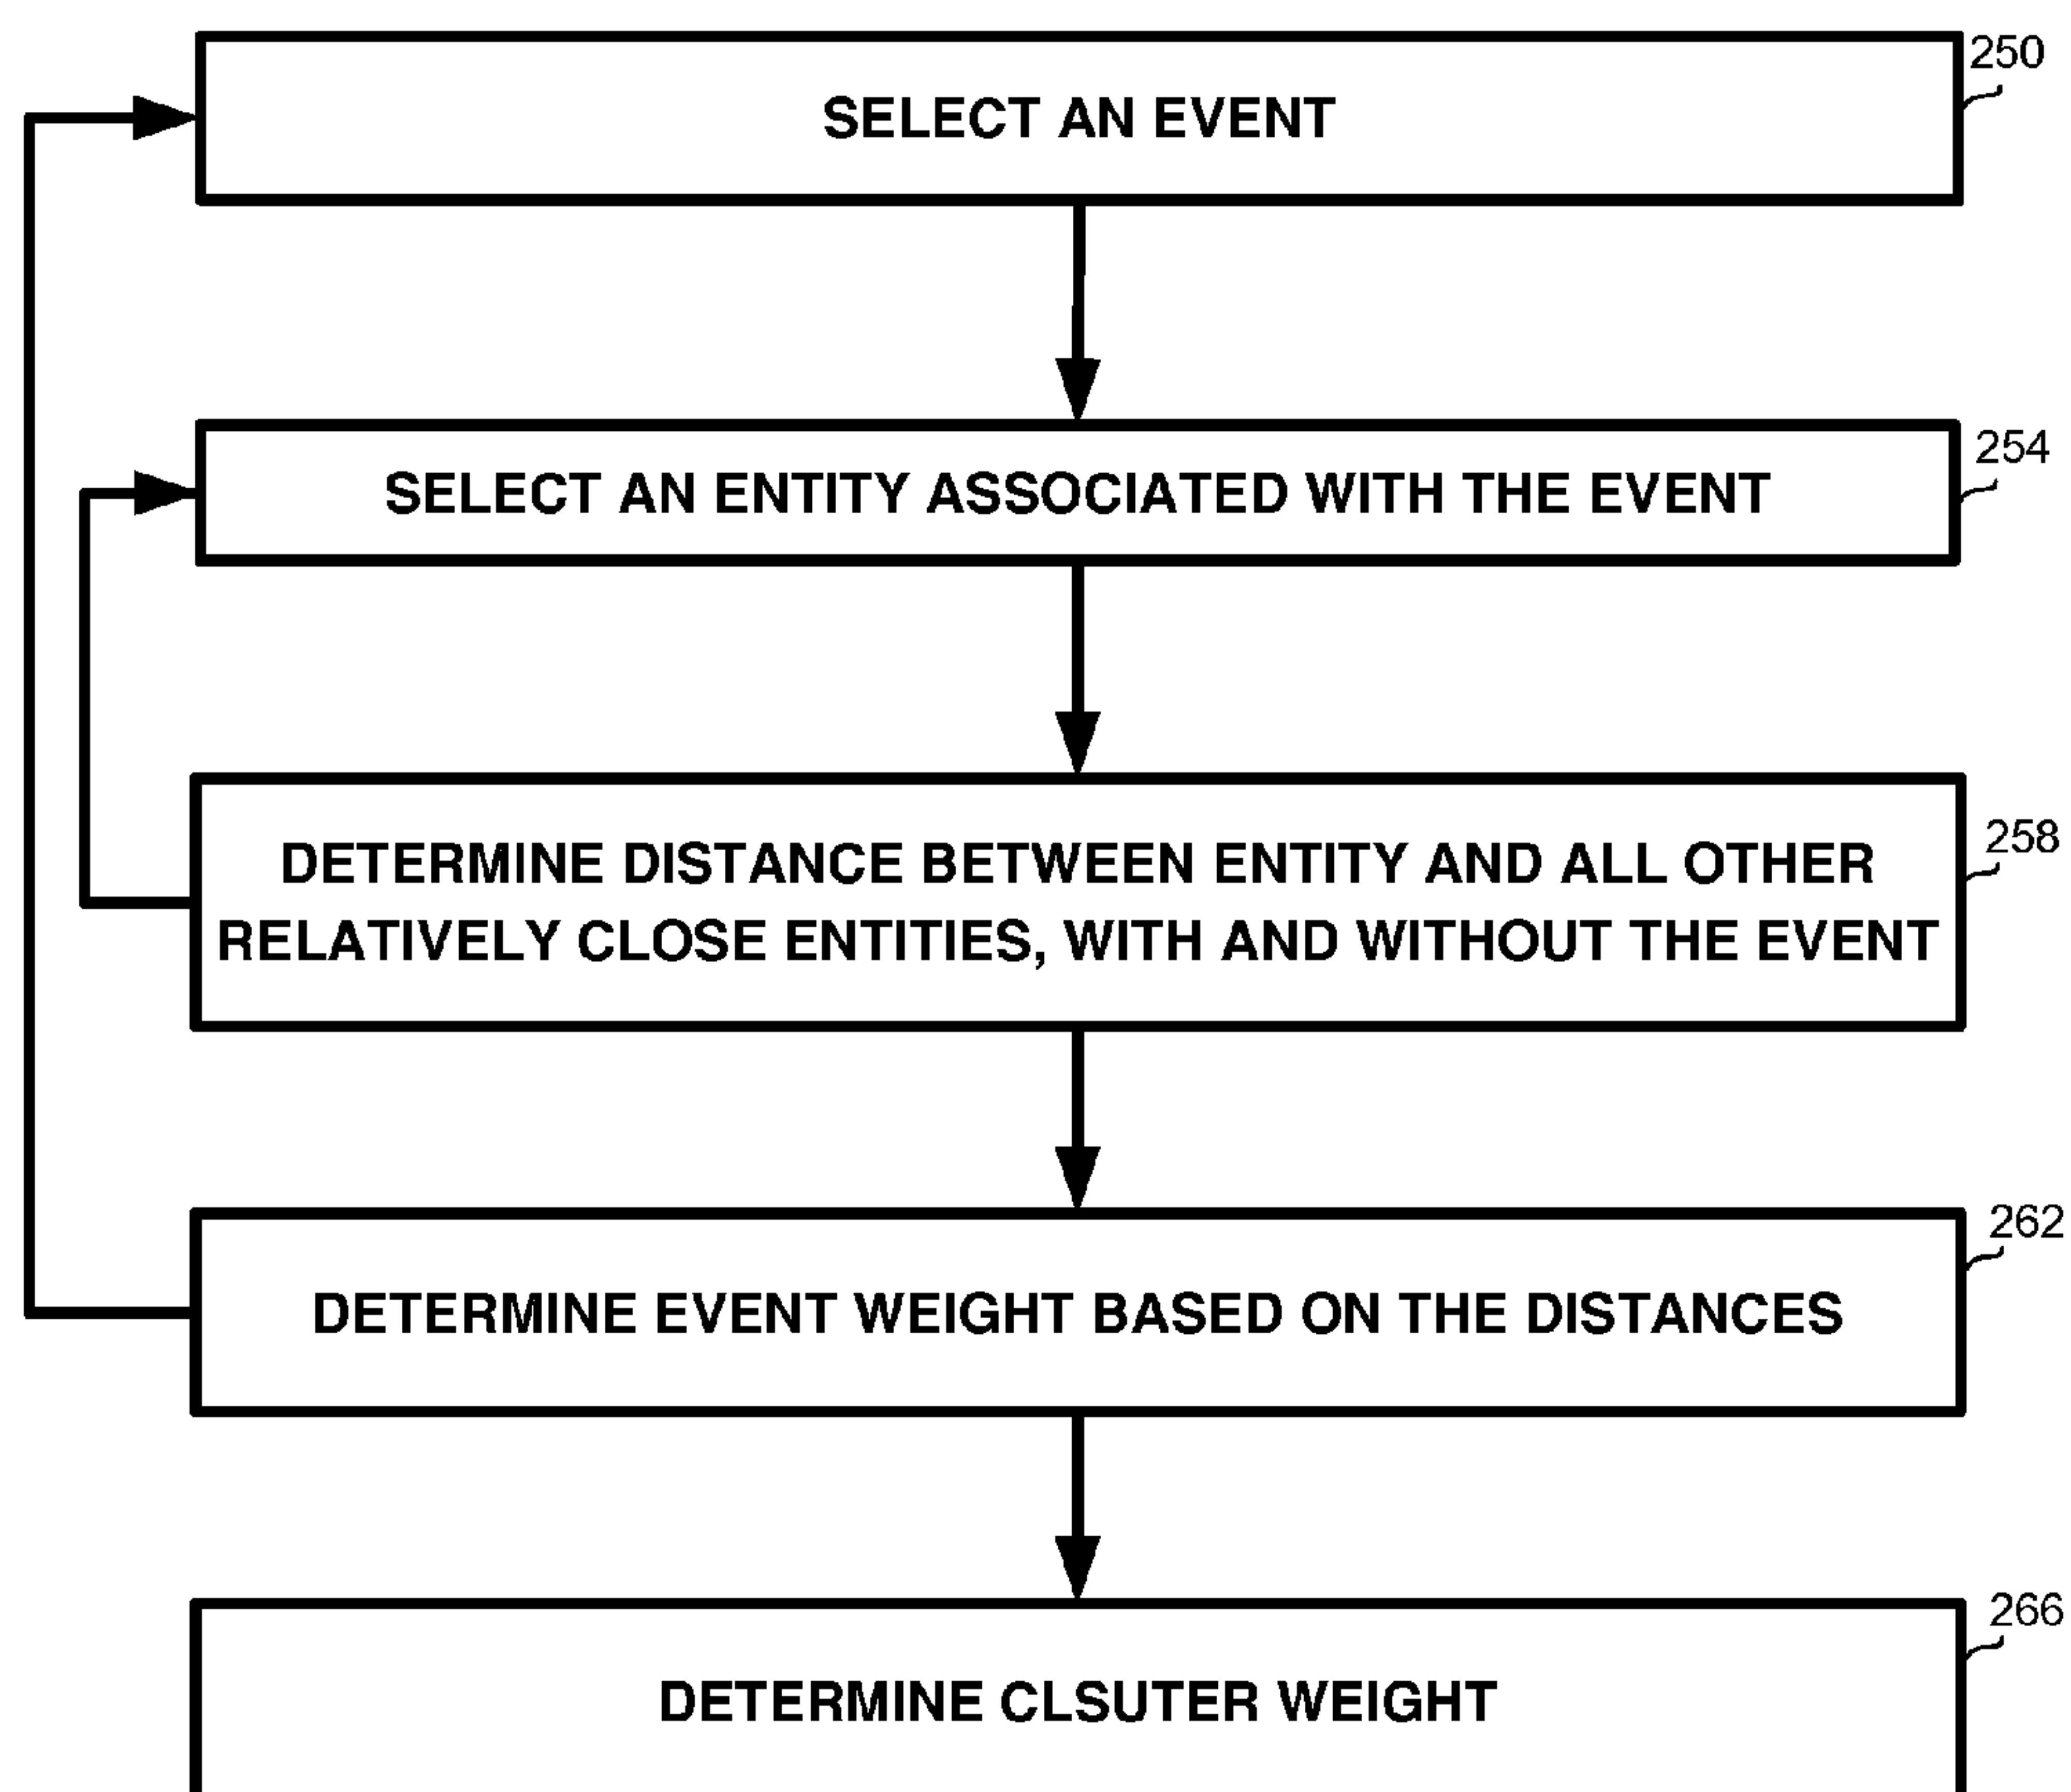 250
SELECT AN EVENT
254
SELECT AN ENTITY ASSOCIATED WITH THE EVENT
258
DETERMINE DISTANCE BETWEEN ENTITY AND ALL OTHER
RELATIVELY CLOSE ENTITIES, WITH AND WITHOUT THE EVENT
262
DETERMINE EVENT WEIGHT BASED ON THE DISTANCES
266
DETERMINE CLSUTER WEIGHT